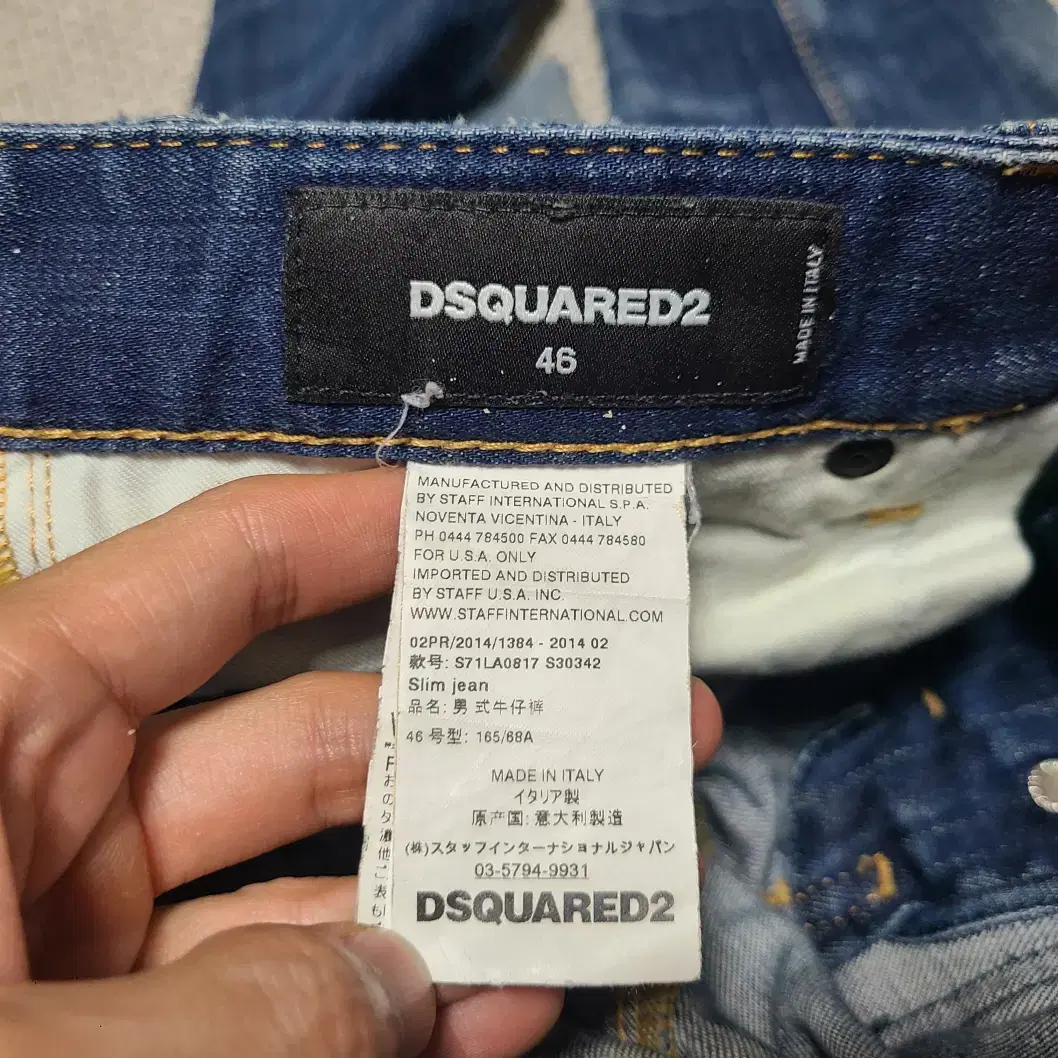 DSQUARED2
46
MADE IN ITALY
MANUFACTURED AND DISTRIBUTED
BY STAFF INTERNATIONAL S.P.A.
NOVENTA VICENTINA - ITALY
PH 0444 784500 FAX 0444 784580
FOR U.S.A. ONLY
IMPORTED AND DISTRIBUTED
BY STAFF U.S.A. INC.
WWW.STAFFINTERNATIONAL.COM
02PR/2014/1384 - 2014 02
款号: S71LA0817 S30342
Slim jean
品名: 男式牛仔裤
46 号型: 165/68A
MADE IN ITALY
イタリア製
原产国: 意大利製造
(株)スタッフインターナショナルジャパン
03-5794-9931
DSQUARED2